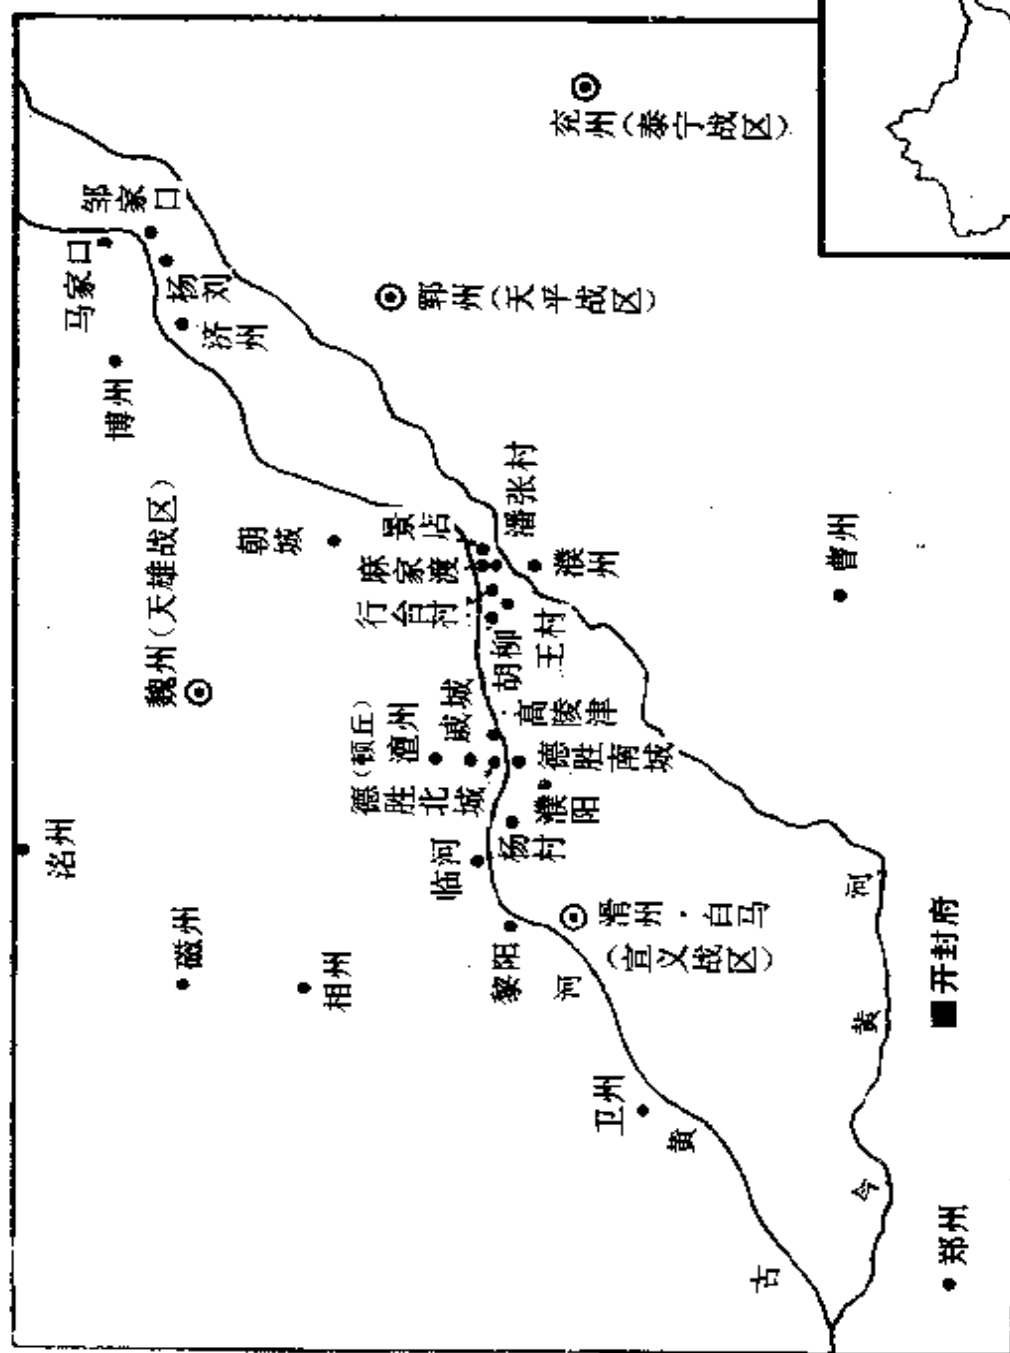 洺州
磁州
相州
魏州(天雄战区)
朝城
博州
马家口
邹家口
杨刘
济州
兖州(泰宁战区)
郓州(天平战区)
景店
潘张村
麻家渡
行台村
濮州
胡柳
王村
戚城
高陵津
澶州
(顿丘)
德胜北城
德胜南城
濮阳
杨村
临河
黎阳
滑州·白马
(宣义战区)
卫州
曹州
古
黄
河
今
黄
河
开封府
郑州